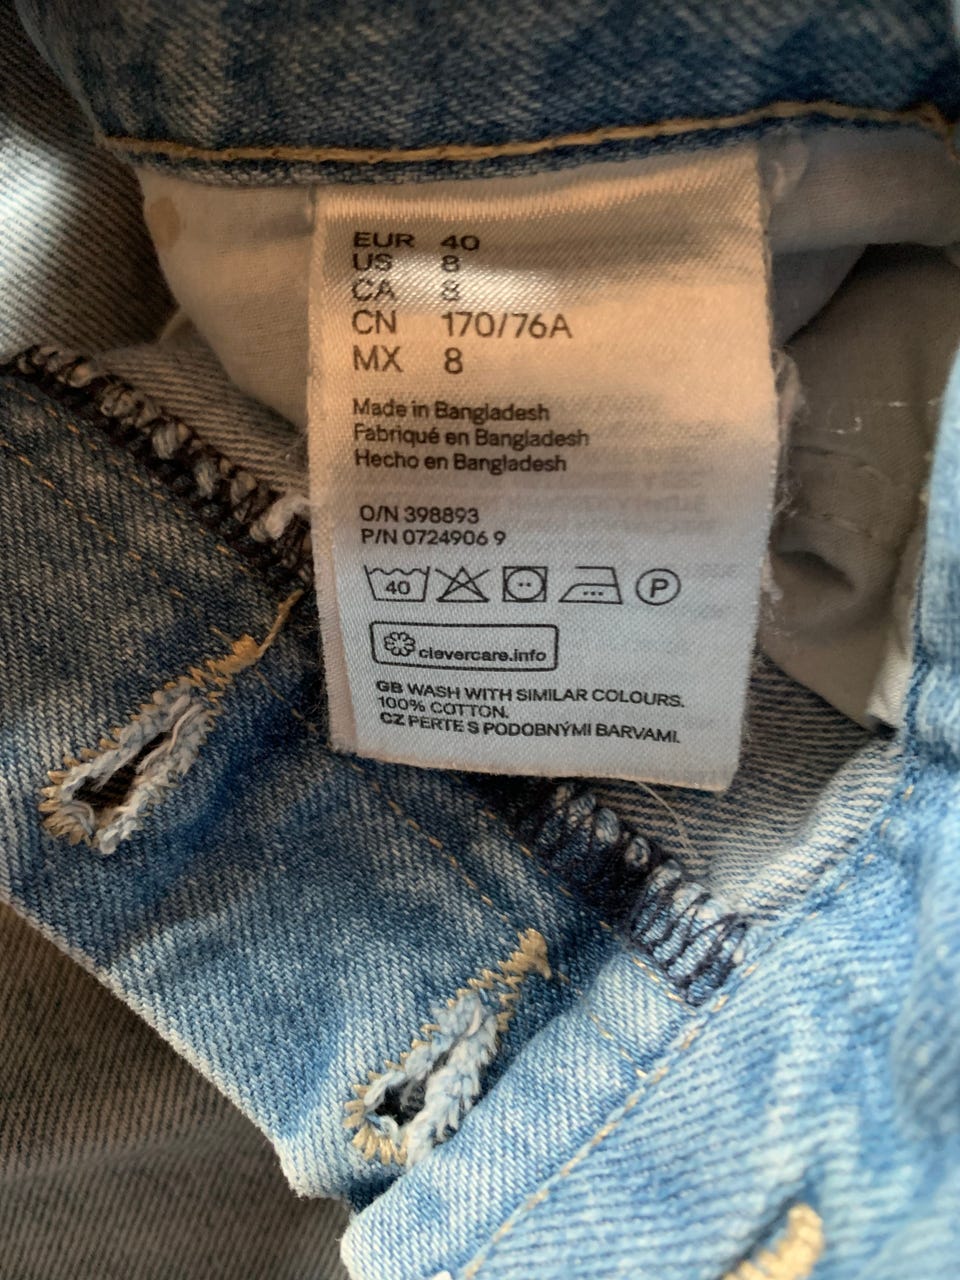 EUR 40
US 8
CA 8
CN 170/76A
MX 8
Made in Bangladesh
Fabriqué en Bangladesh
Hecho en Bangladesh
O/N 398893
P/N 0724906 9
40 P
clevercare.info
GB WASH WITH SIMILAR COLOURS.
100% COTTON.
CZ PERTE S PODOBNÝMI BARVAMI.